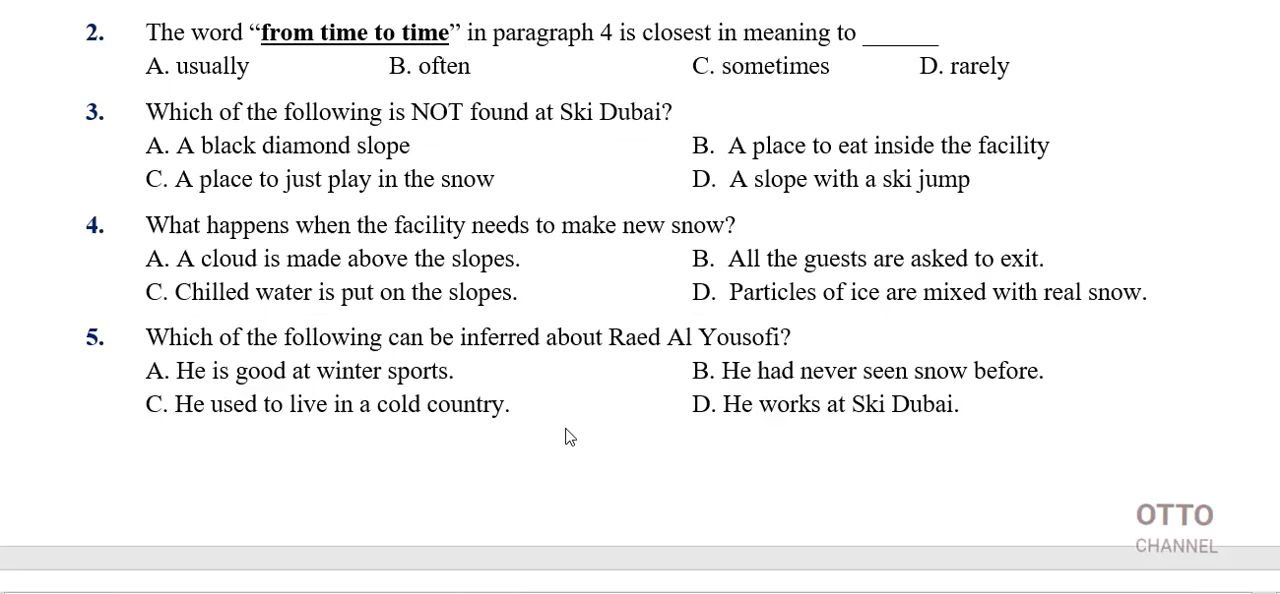 2. The word “from time to time” in paragraph 4 is closest in meaning to ______
A. usually B. often C. sometimes D. rarely
3. Which of the following is NOT found at Ski Dubai?
A. A black diamond slope B. A place to eat inside the facility
C. A place to just play in the snow D. A slope with a ski jump
4. What happens when the facility needs to make new snow?
A. A cloud is made above the slopes. B. All the guests are asked to exit.
C. Chilled water is put on the slopes. D. Particles of ice are mixed with real snow.
5. Which of the following can be inferred about Raed Al Yousofi?
A. He is good at winter sports. B. He had never seen snow before.
C. He used to live in a cold country. D. He works at Ski Dubai.
OTTO
CHANNEL